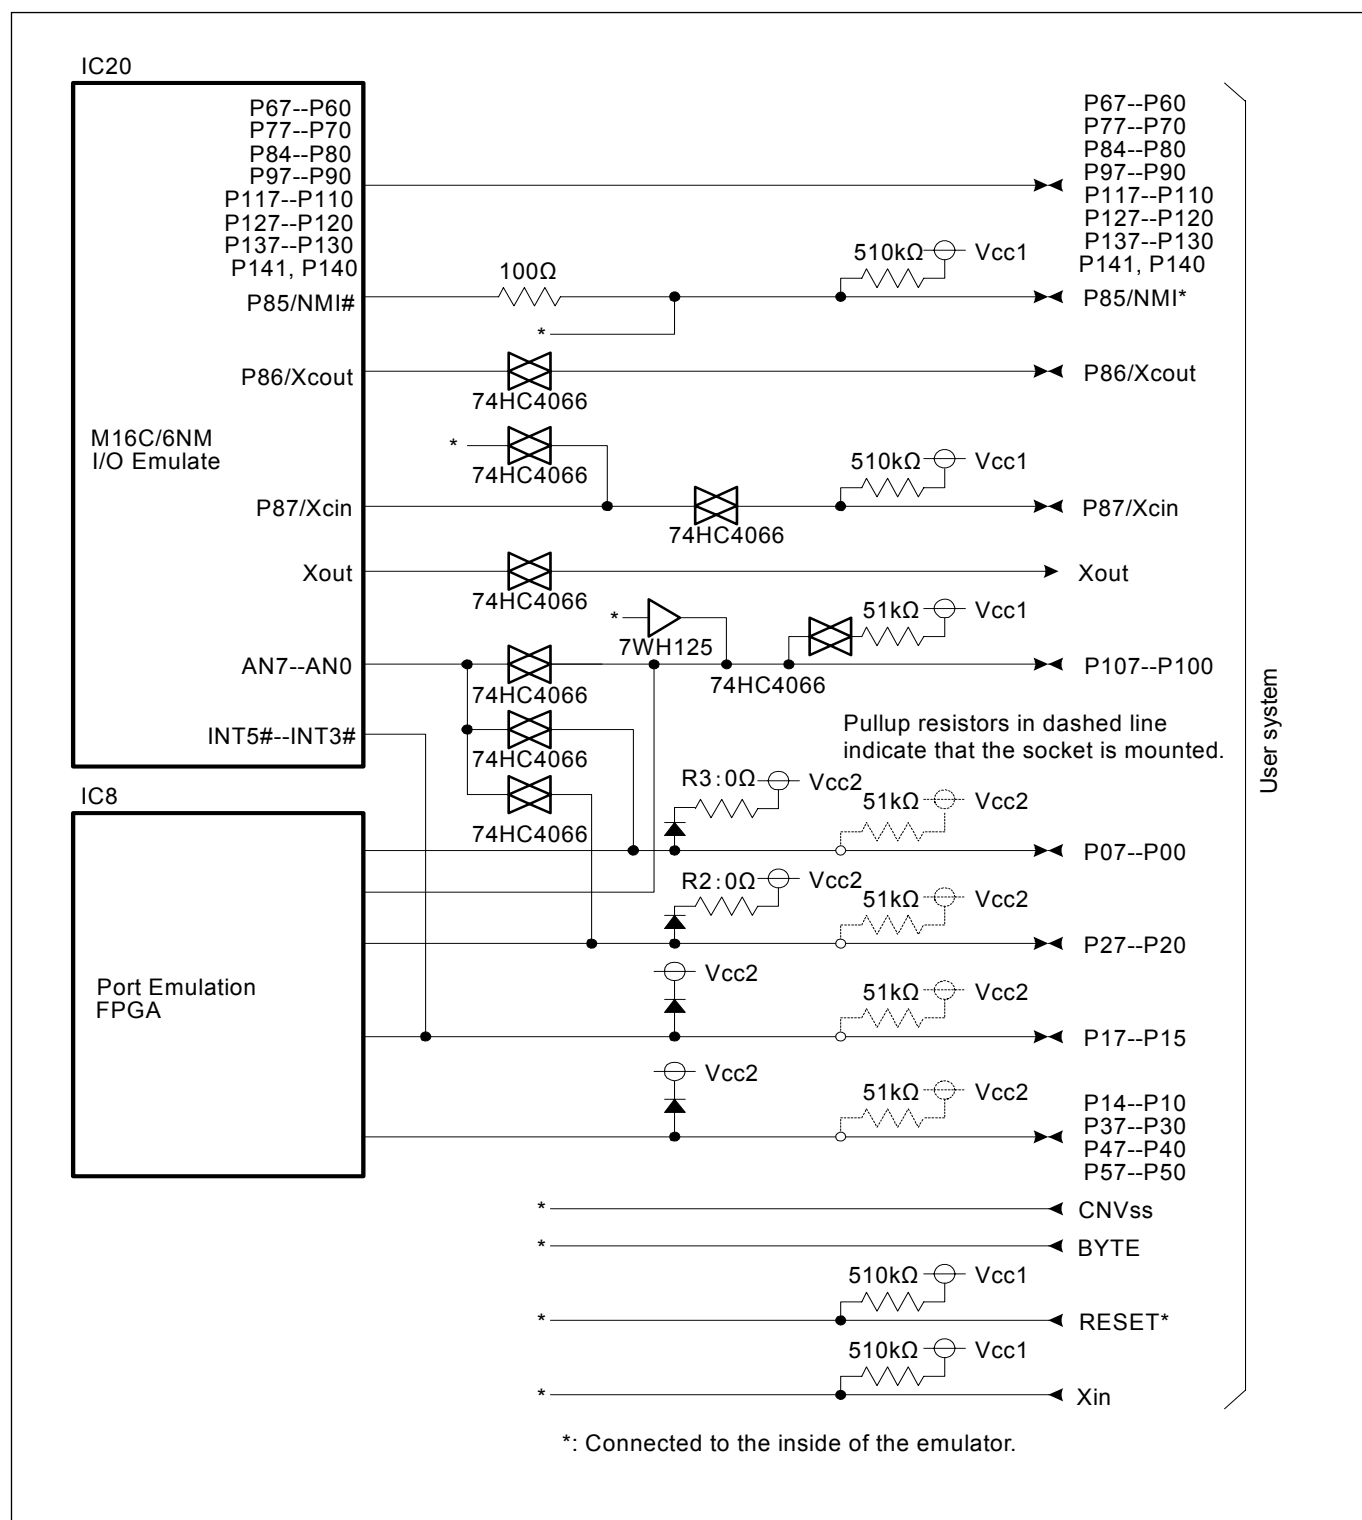 IC20
P67--P60
P77--P70
P84--P80
P97--P90
P117--P110
P127--P120
P137--P130
P141, P140
P85/NMI#
P86/Xcout
M16C/6NM
I/O Emulate
P87/Xcin
Xout
AN7--AN0
INT5#--INT3#
IC8
Port Emulation
FPGA
100Ω
*
74HC4066
*
74HC4066
74HC4066
74HC4066
*
7WH125
74HC4066
74HC4066
74HC4066
74HC4066
510kΩ
Vcc1
510kΩ
Vcc1
51kΩ
Vcc1
Pullup resistors in dashed line
indicate that the socket is mounted.
R3:0Ω
Vcc2
51kΩ
Vcc2
R2:0Ω
Vcc2
51kΩ
Vcc2
Vcc2
51kΩ
Vcc2
Vcc2
51kΩ
Vcc2
*
*
510kΩ
Vcc1
*
510kΩ
Vcc1
*
P67--P60
P77--P70
P84--P80
P97--P90
P117--P110
P127--P120
P137--P130
P141, P140
P85/NMI*
P86/Xcout
P87/Xcin
Xout
P107--P100
P07--P00
P27--P20
P17--P15
P14--P10
P37--P30
P47--P40
P57--P50
CNVss
BYTE
RESET*
Xin
User system
*: Connected to the inside of the emulator.